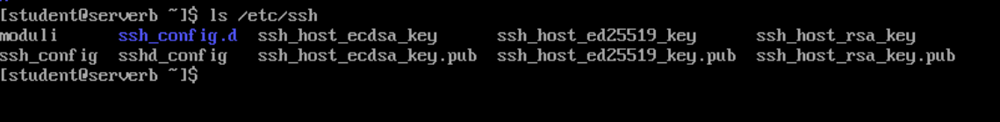 [student@serverb ~]$ ls /etc/ssh
moduli      ssh_config.d  ssh_host_ecdsa_key      ssh_host_ed25519_key      ssh_host_rsa_key
ssh_config  sshd_config   ssh_host_ecdsa_key.pub  ssh_host_ed25519_key.pub  ssh_host_rsa_key.pub
[student@serverb ~]$